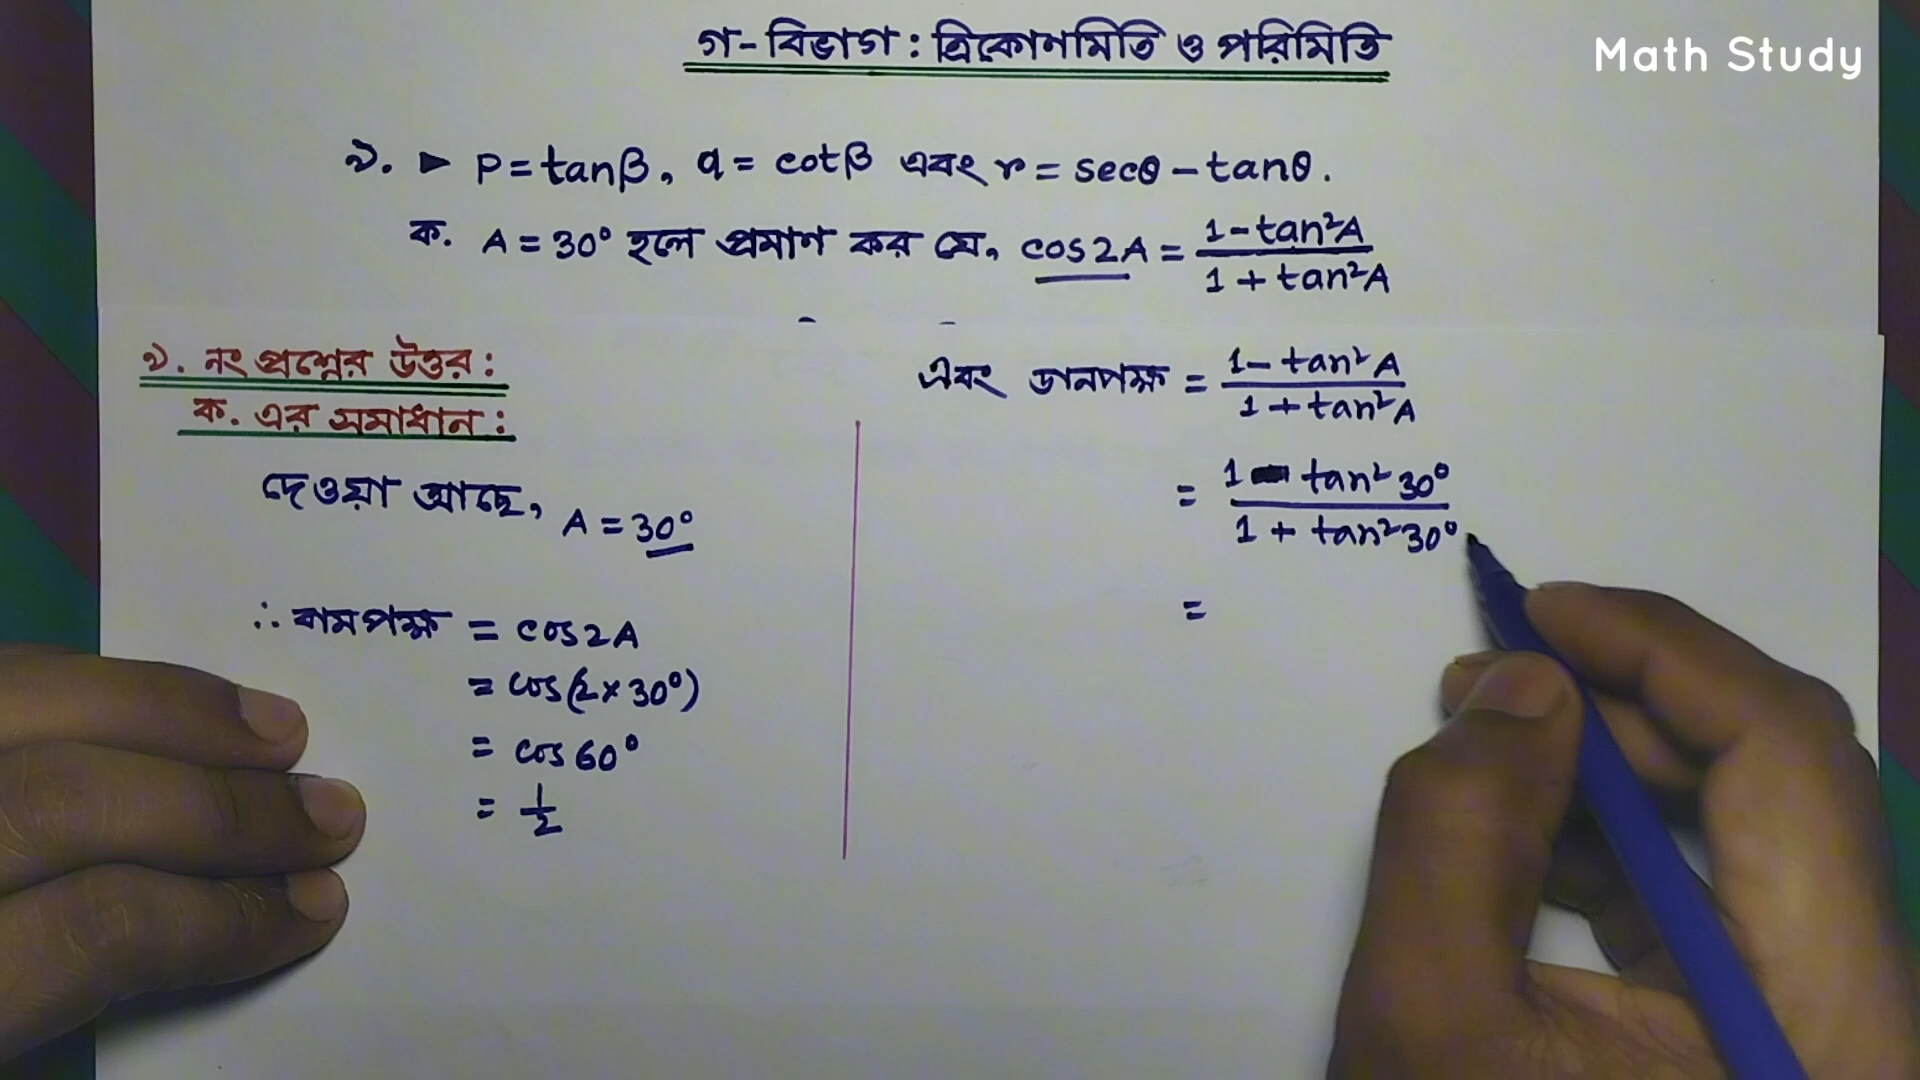 গ-বিভাগ : ত্রিকোণমিতি ও পরিমিতি
Math Study
৯. ► P = tanβ, q = cotβ এবং r = secθ – tanθ.
ক. A = 30° হলে প্রমাণ কর যে, cos2A = (1 - tan²A)/(1 + tan²A)
৯. নং প্রশ্নের উত্তর :
ক. এর সমাধান :
দেওয়া আছে, A = 30°
∴ বামপক্ষ = cos2A
= cos(2×30°)
= cos 60°
= 1/2
এবং ডানপক্ষ = (1 - tan²A)/(1 + tan²A)
= (1 - tan²30°)/(1 + tan²30°)
=